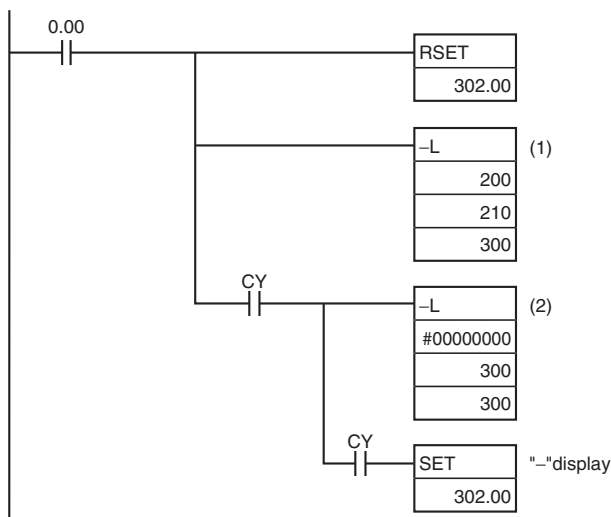 0.00
RSET
302.00
–L (1)
200
210
300
CY
–L (2)
#00000000
300
300
CY
SET "–"display
302.00